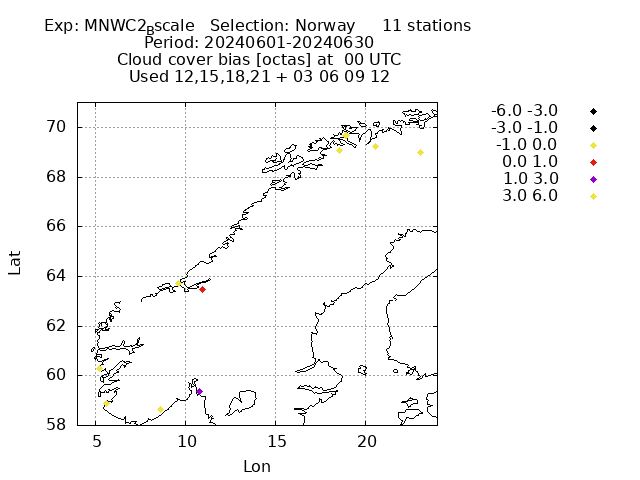 Exp: MNWC2Bscale   Selection: Norway     11 stations
Period: 20240601-20240630
Cloud cover bias [octas] at  00 UTC
Used 12,15,18,21 + 03 06 09 12
-6.0 -3.0
-3.0 -1.0
-1.0 0.0
0.0 1.0
1.0 3.0
3.0 6.0
70
68
66
64
62
60
58
Lat
5 10 15 20
Lon